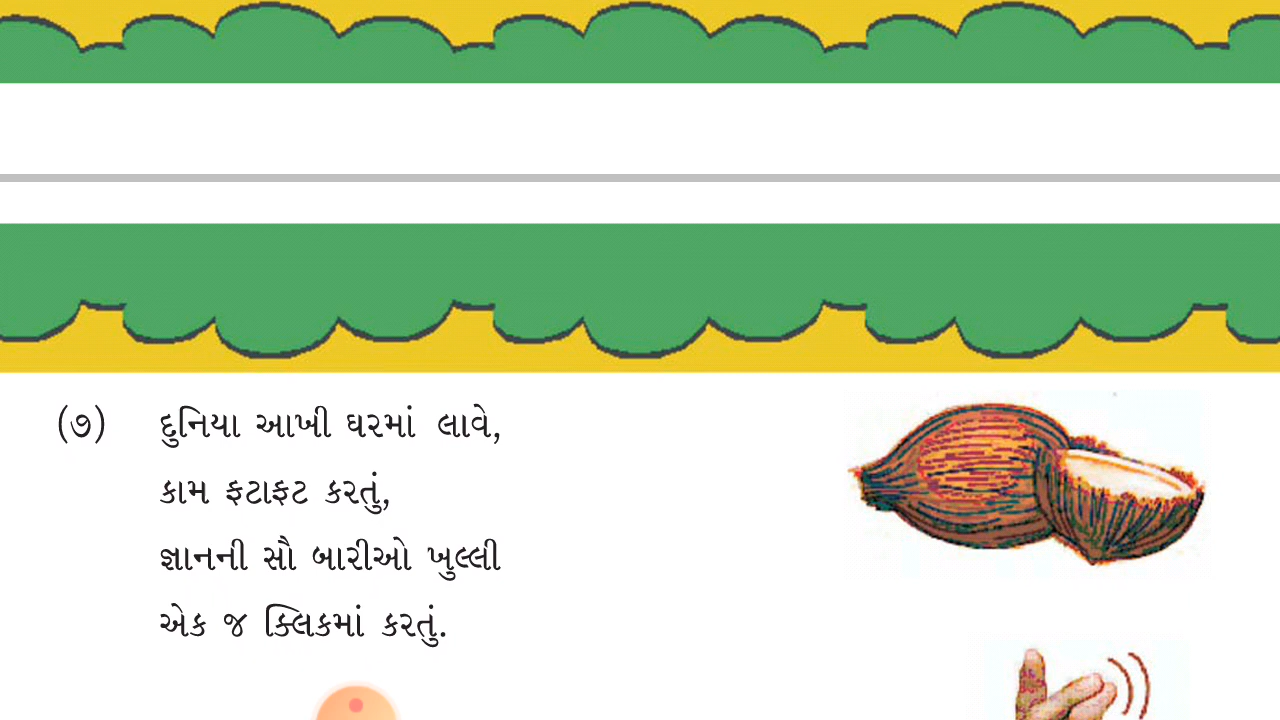 (૭) દુનિયા આખી ઘરમાં લાવે,
કામ ફટાફટ કરતું,
જ્ઞાનની સૌ બારીઓ ખુલ્લી
એક જ ક્લિકમાં કરતું.